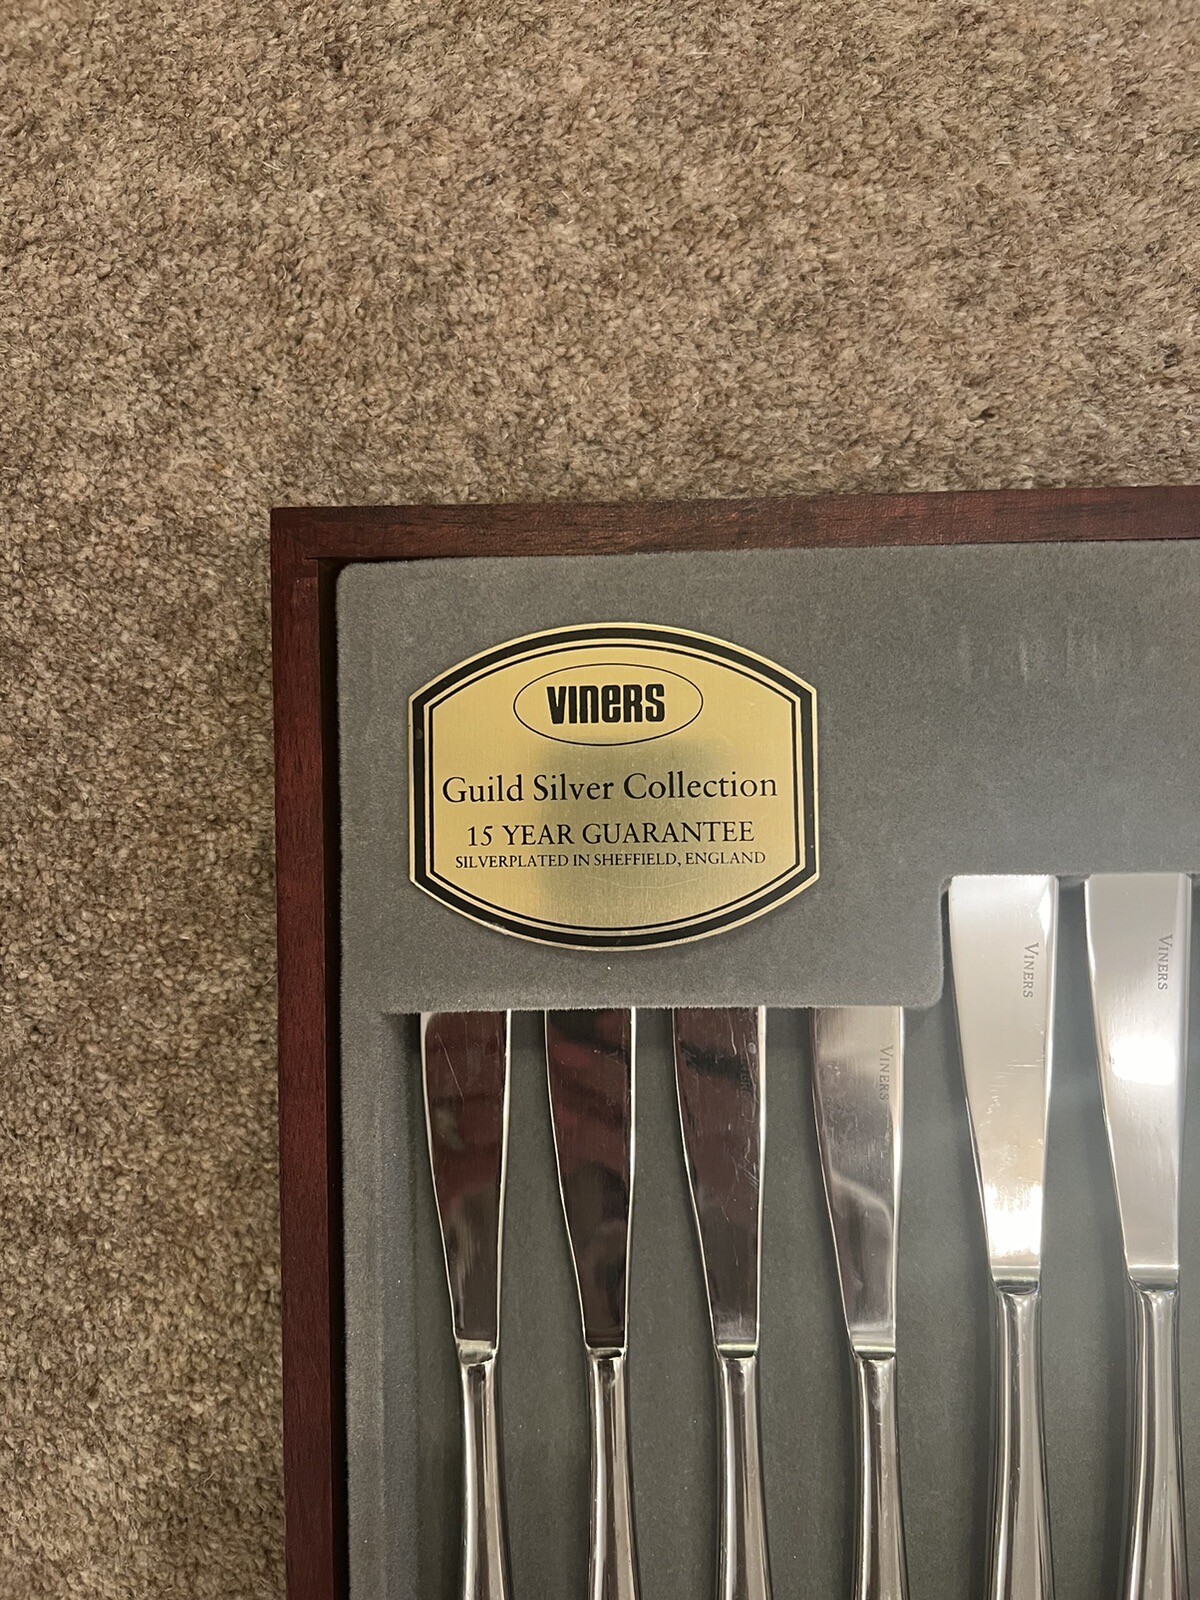 VINERS
Guild Silver Collection
15 YEAR GUARANTEE
SILVERPLATED IN SHEFFIELD, ENGLAND
VINERS
VINERS
VINERS